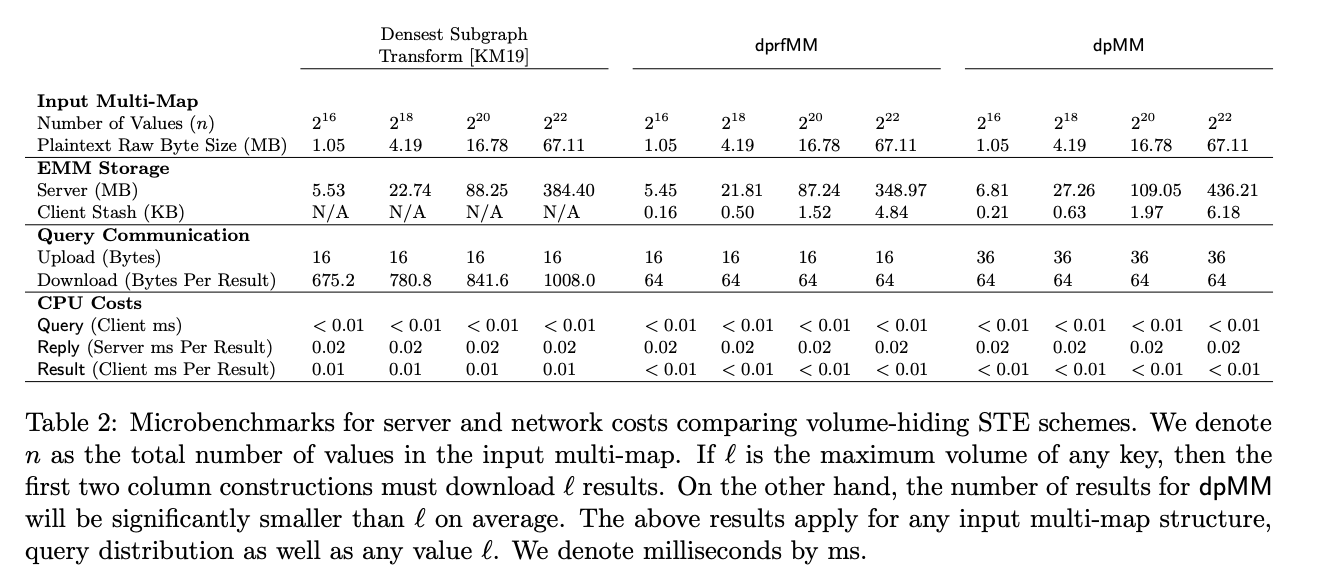 Densest Subgraph
Transform [KM19] dprfMM dpMM
Input Multi-Map
Number of Values (n) 2^16 2^18 2^20 2^22 2^16 2^18 2^20 2^22 2^16 2^18 2^20 2^22
Plaintext Raw Byte Size (MB) 1.05 4.19 16.78 67.11 1.05 4.19 16.78 67.11 1.05 4.19 16.78 67.11
EMM Storage
Server (MB) 5.53 22.74 88.25 384.40 5.45 21.81 87.24 348.97 6.81 27.26 109.05 436.21
Client Stash (KB) N/A N/A N/A N/A 0.16 0.50 1.52 4.84 0.21 0.63 1.97 6.18
Query Communication
Upload (Bytes) 16 16 16 16 16 16 16 16 36 36 36 36
Download (Bytes Per Result) 675.2 780.8 841.6 1008.0 64 64 64 64 64 64 64 64
CPU Costs
Query (Client ms) < 0.01 < 0.01 < 0.01 < 0.01 < 0.01 < 0.01 < 0.01 < 0.01 < 0.01 < 0.01 < 0.01 < 0.01
Reply (Server ms Per Result) 0.02 0.02 0.02 0.02 0.02 0.02 0.02 0.02 0.02 0.02 0.02 0.02
Result (Client ms Per Result) 0.01 0.01 0.01 0.01 < 0.01 < 0.01 < 0.01 < 0.01 < 0.01 < 0.01 < 0.01 < 0.01
Table 2: Microbenchmarks for server and network costs comparing volume-hiding STE schemes. We denote
n as the total number of values in the input multi-map. If ℓ is the maximum volume of any key, then the
first two column constructions must download ℓ results. On the other hand, the number of results for dpMM
will be significantly smaller than ℓ on average. The above results apply for any input multi-map structure,
query distribution as well as any value ℓ. We denote milliseconds by ms.